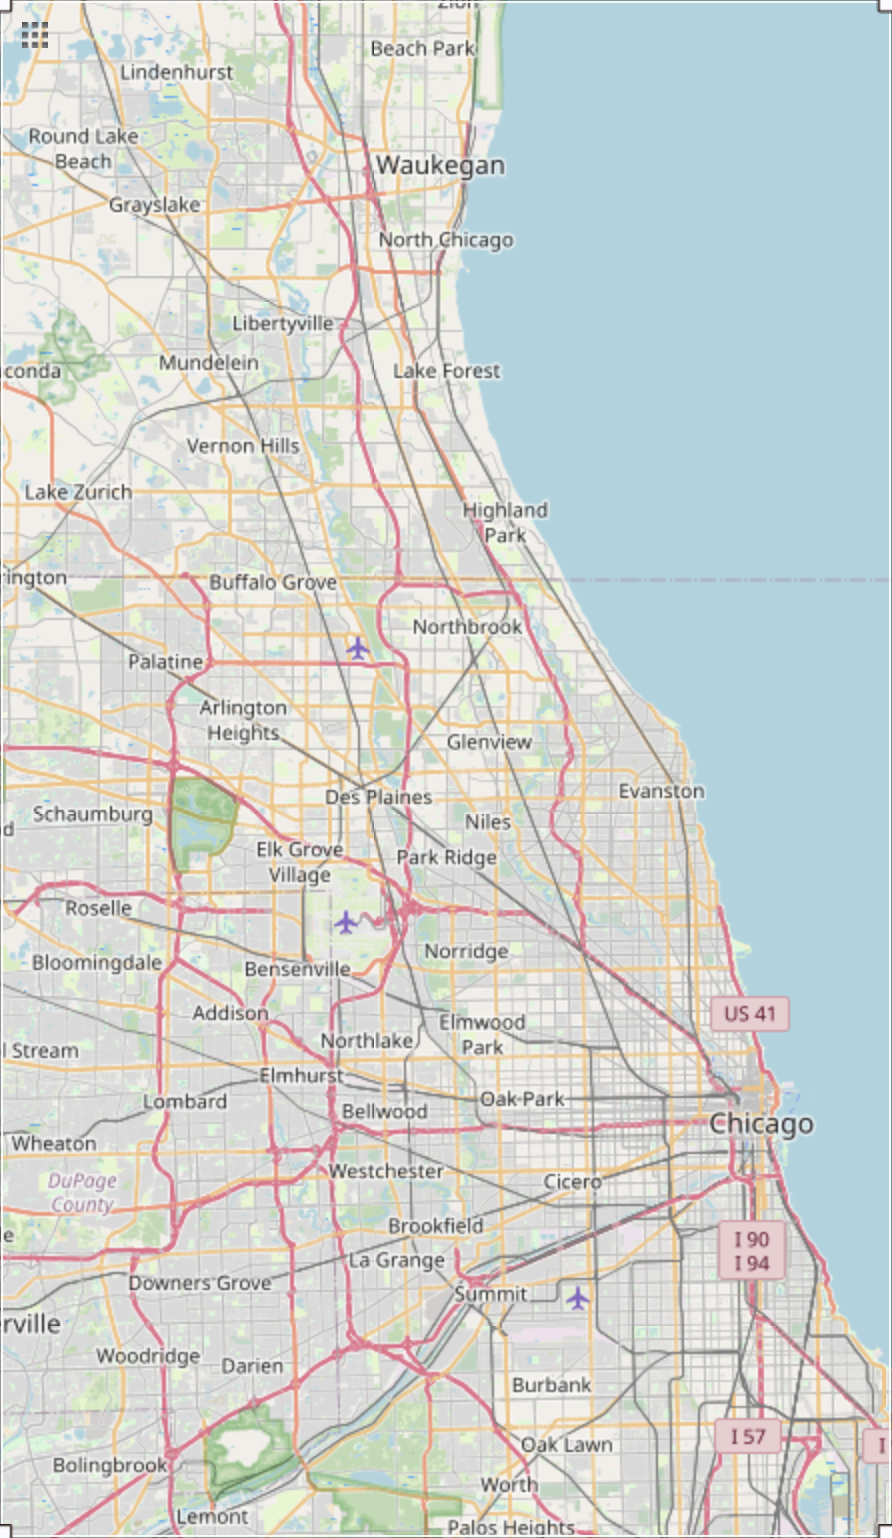 Zion
Beach Park
Lindenhurst
Round Lake
Beach
Waukegan
Grayslake
North Chicago
Libertyville
Mundelein
conda
Lake Forest
Vernon Hills
Lake Zurich
Highland
Park
rington
Buffalo Grove
Northbrook
Palatine
Arlington
Heights
Glenview
Evanston
Des Plaines
Schaumburg
d
Niles
Elk Grove
Village
Park Ridge
Roselle
Norridge
Bloomingdale
Bensenville
US 41
Addison
Elmwood
Park
Northlake
l Stream
Elmhurst
Lombard
Oak Park
Bellwood
Chicago
Wheaton
Westchester
DuPage
County
Cicero
Brookfield
e
I 90
I 94
La Grange
Downers Grove
Summit
rville
Woodridge
Darien
Burbank
I 57
Oak Lawn
I
Bolingbrook
Worth
Lemont
Palos Heights